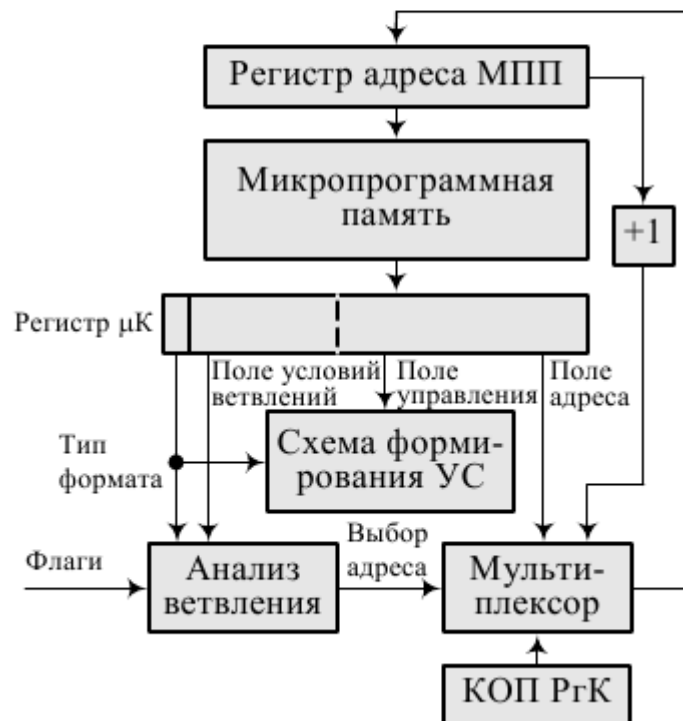 Регистр адреса МПП
Микропрограммная
память
+1
Регистр μК
Поле условий
ветвлений
Поле
управления
Поле
адреса
Тип
формата
Схема форми-
рования УС
Флаги
Анализ
ветвления
Выбор
адреса
Мульти-
плексор
КОП РгК